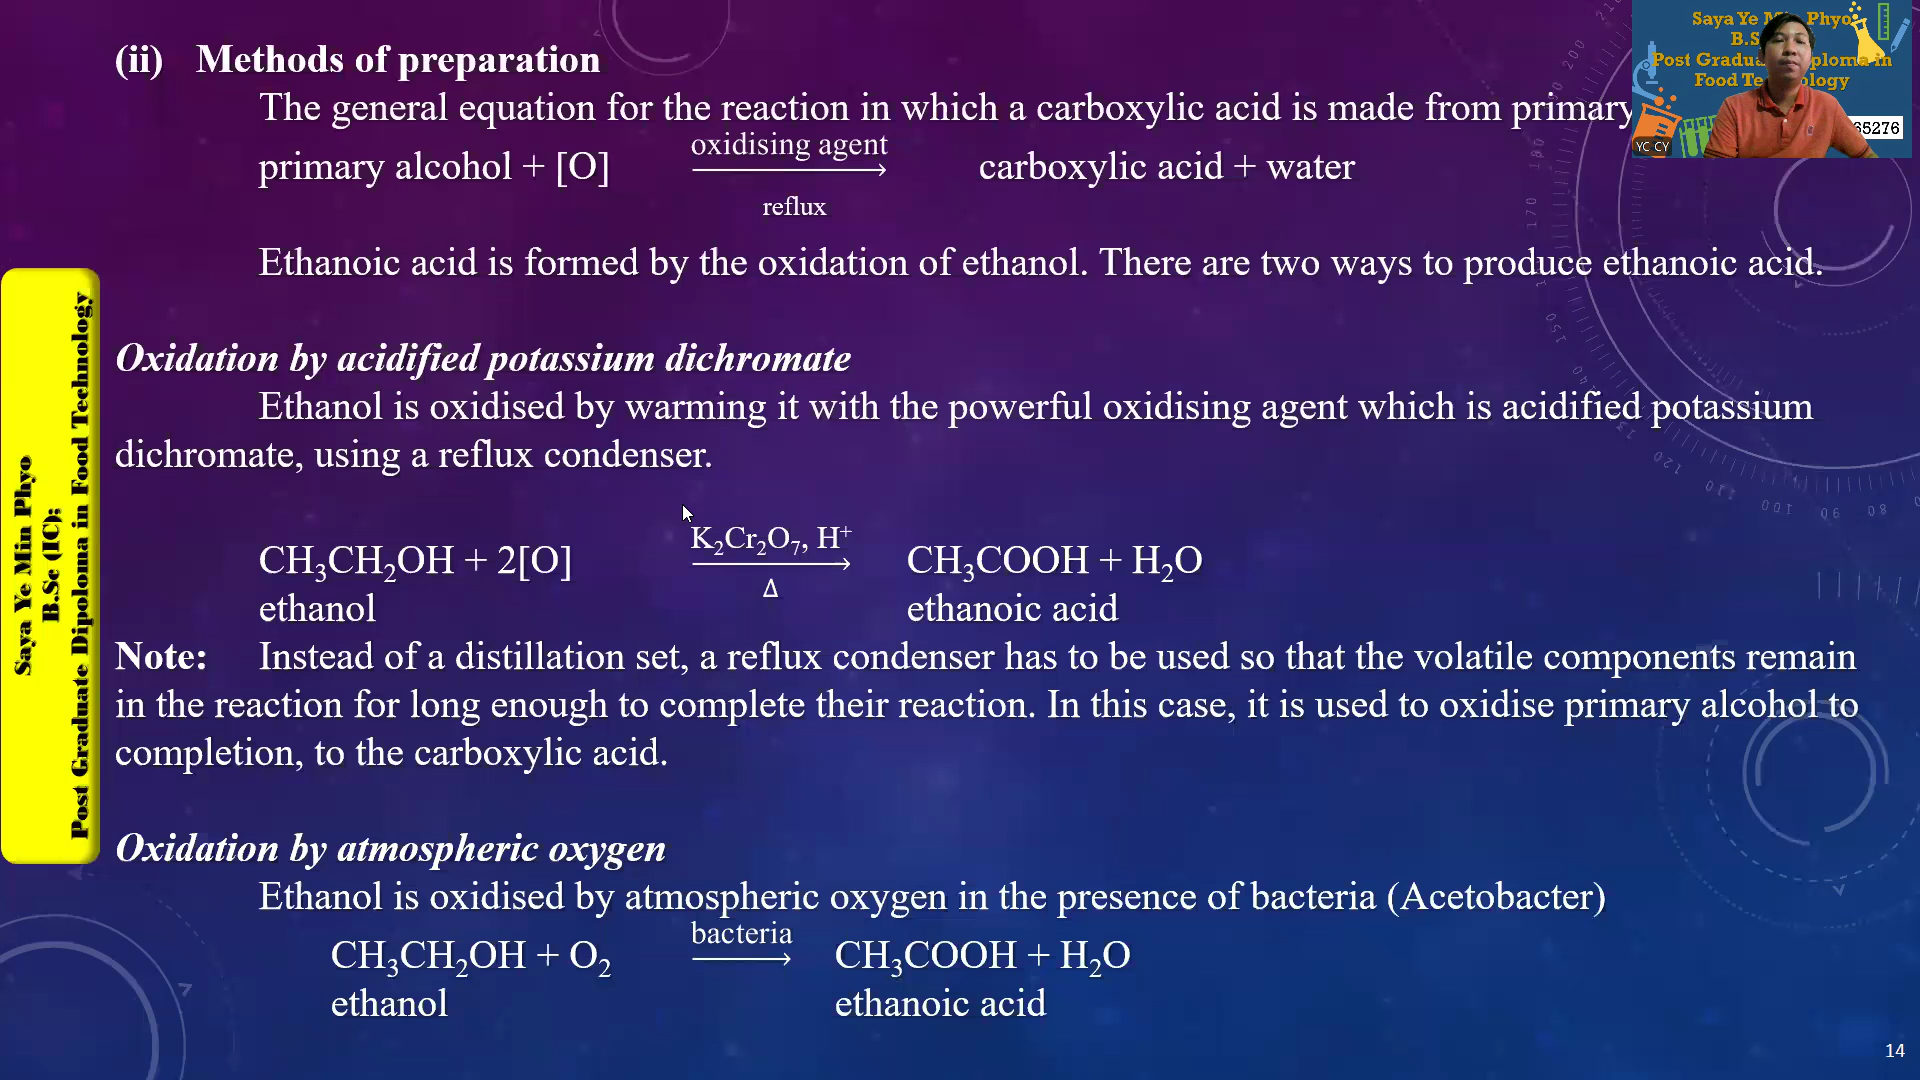 (ii) Methods of preparation
The general equation for the reaction in which a carboxylic acid is made from primary
primary alcohol + [O] oxidising agent carboxylic acid + water
reflux
Ethanoic acid is formed by the oxidation of ethanol. There are two ways to produce ethanoic acid.
Oxidation by acidified potassium dichromate
Ethanol is oxidised by warming it with the powerful oxidising agent which is acidified potassium
dichromate, using a reflux condenser.
CH₃CH₂OH + 2[O] K₂Cr₂O₇, H⁺ → CH₃COOH + H₂O
Δ
ethanol ethanoic acid
Note: Instead of a distillation set, a reflux condenser has to be used so that the volatile components remain
in the reaction for long enough to complete their reaction. In this case, it is used to oxidise primary alcohol to
completion, to the carboxylic acid.
Oxidation by atmospheric oxygen
Ethanol is oxidised by atmospheric oxygen in the presence of bacteria (Acetobacter)
CH₃CH₂OH + O₂ bacteria → CH₃COOH + H₂O
ethanol ethanoic acid
14
Saya Ye Min Phyo
B.Sc (IC);
Post Graduate Dipoloma in Food Technology
Saya Ye Phyo
Post in
Food
65276
YC CY